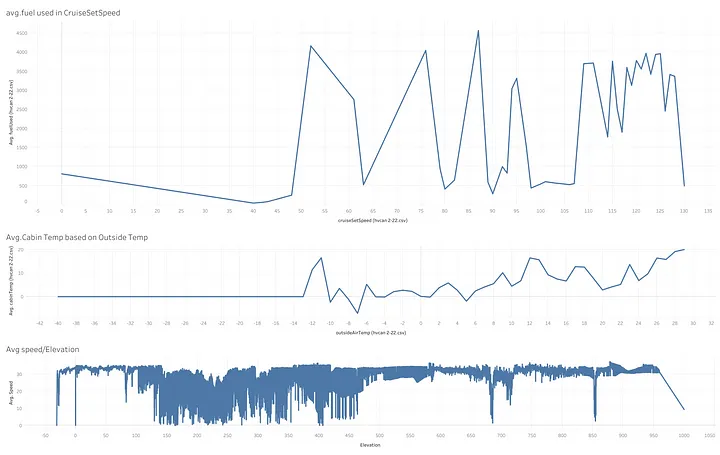 avg.fuel used in CruiseSetSpeed
Avg. fuelUsed (hvcan 2-22.csv)
4500
4000
3500
3000
2500
2000
1500
1000
500
0
-5 0 5 10 15 20 25 30 35 40 45 50 55 60 65 70 75 80 85 90 95 100 105 110 115 120 125 130 135
cruiseSetSpeed (hvcan 2-22.csv)
Avg.Cabin Temp based on Outside Temp
Avg. cabinTemp (hvcan 2-22.csv)
20
10
0
-42 -40 -38 -36 -34 -32 -30 -28 -26 -24 -22 -20 -18 -16 -14 -12 -10 -8 -6 -4 -2 0 2 4 6 8 10 12 14 16 18 20 22 24 26 28 30 32
outsideAirTemp (hvcan 2-22.csv)
Avg speed/Elevation
Avg. Speed
30
20
10
0
50 0 50 100 150 200 250 300 350 400 450 500 550 600 650 700 750 800 850 900 950 1000 1050
Elevation